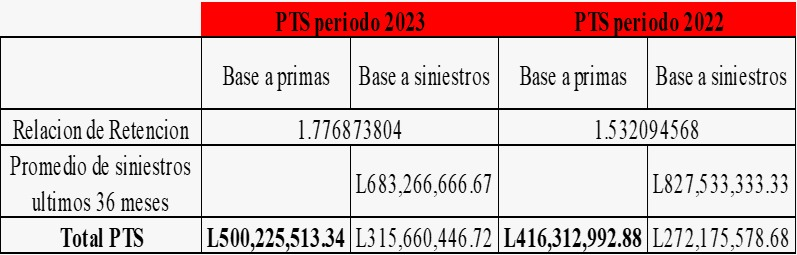 PTS periodo 2023 PTS periodo 2022
Base a primas Base a siniestros Base a primas Base a siniestros
Relacion de Retencion 1.776873804 1.532094568
Promedio de siniestros
ultimos 36 meses L683,266,666.67 L827,533,333.33
Total PTS L500,225,513.34 L315,660,446.72 L416,312,992.88 L272,175,578.68